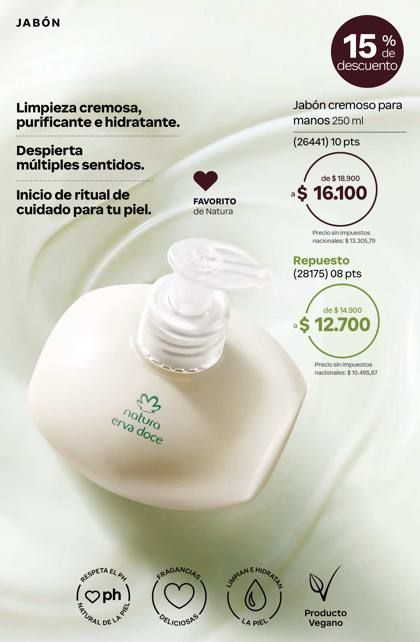 JABÓN
15 %
de
descuento
Limpieza cremosa,
purificante e hidratante.
Despierta
múltiples sentidos.
Inicio de ritual de
cuidado para tu piel.
FAVORITO
de Natura
Jabón cremoso para
manos 250 ml
(26441) 10 pts
de $ 18.900
a $ 16.100
Precio sin impuestos
nacionales: $ 13.305,79
Repuesto
(28175) 08 pts
de $ 14.900
a $ 12.700
Precio sin impuestos
nacionales: $ 10.495,87
natura
erva doce
RESPETA EL PH
ph
NATURAL DE LA PIEL
FRAGANCIAS
DELICIOSAS
LIMPIAN E HIDRATAN
LA PIEL
Producto
Vegano